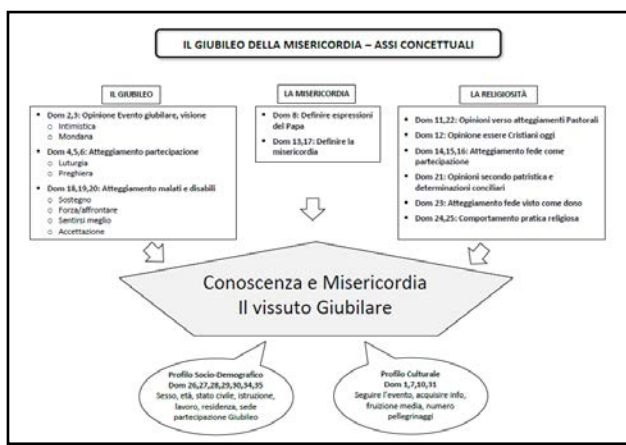 IL GIUBILEO DELLA MISERICORDIA – ASSI CONCETTUALI
IL GIUBILEO
• Dom 2,3: Opinione Evento giubilare, visione
o Intimistica
o Mondana
• Dom 4,5,6: Atteggiamento partecipazione
o Luturgia
o Preghiera
• Dom 18,19,20: Atteggiamento malati e disabili
o Sostegno
o Forza/affrontare
o Sentirsi meglio
o Accettazione
LA MISERICORDIA
• Dom 8: Definire espressioni
del Papa
• Dom 13,17: Definire la
misericordia
LA RELIGIOSITÀ
• Dom 11,22: Opinioni verso atteggiamenti Pastorali
• Dom 12: Opinione essere Cristiani oggi
• Dom 14,15,16: Atteggiamento fede come
partecipazione
• Dom 21: Opinioni secondo patristica e
determinazioni conciliari
• Dom 23: Atteggiamento fede visto come dono
• Dom 24,25: Comportamento pratica religiosa
Conoscenza e Misericordia
Il vissuto Giubilare
Profilo Socio-Demografico
Dom 26,27,28,29,30,34,35
Sesso, età, stato civile, istruzione,
lavoro, residenza, sede
partecipazione Giubileo
Profilo Culturale
Dom 1,7,10,31
Seguire l'evento, acquisire info,
fruizione media, numero
pellegrinaggi